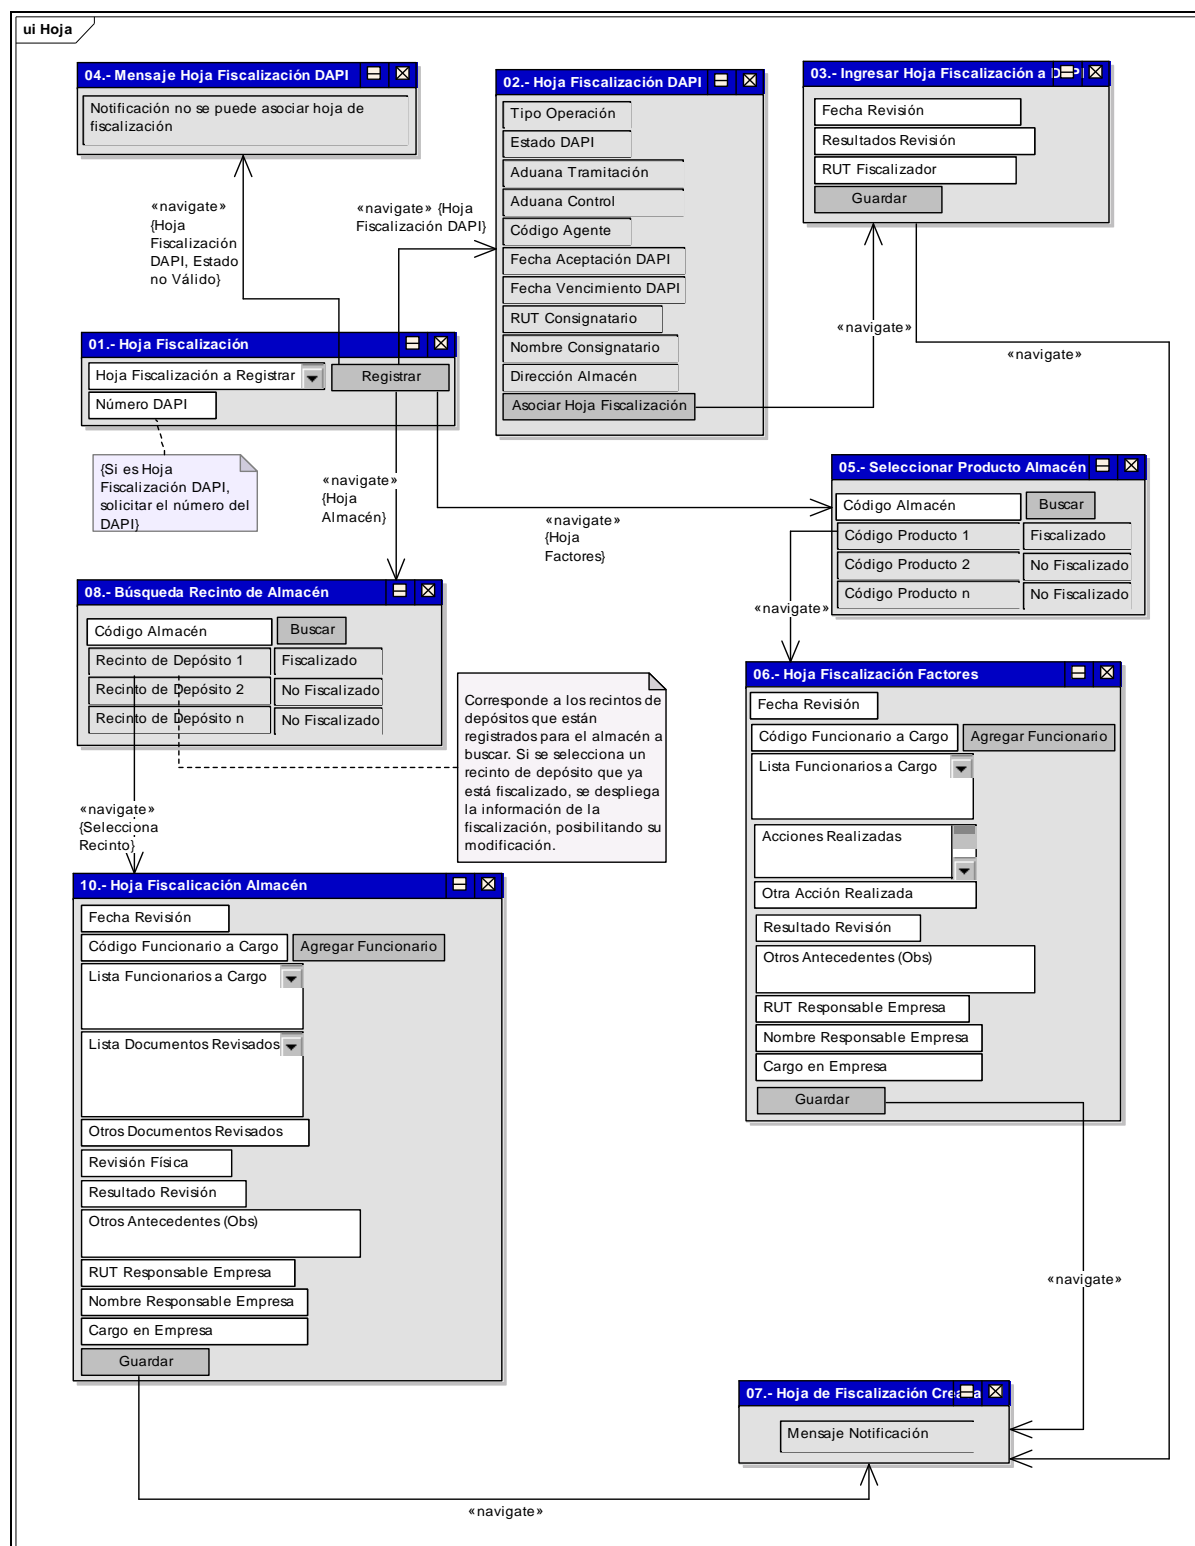 ui Hoja
04.- Mensaje Hoja Fiscalización DAPI
Notificación no se puede asociar hoja de
fiscalización
02.- Hoja Fiscalización DAPI
Tipo Operación
Estado DAPI
Aduana Tramitación
Aduana Control
Código Agente
Fecha Aceptación DAPI
Fecha Vencimiento DAPI
RUT Consignatario
Nombre Consignatario
Dirección Almacén
Asociar Hoja Fiscalización
03.- Ingresar Hoja Fiscalización a DAPI
Fecha Revisión
Resultados Revisión
RUT Fiscalizador
Guardar
«navigate»
{Hoja
Fiscalización
DAPI, Estado
no Válido}
«navigate» {Hoja
Fiscalización DAPI}
«navigate»
«navigate»
01.- Hoja Fiscalización
Hoja Fiscalización a Registrar
Registrar
Número DAPI
{Si es Hoja
Fiscalización DAPI,
solicitar el número del
DAPI}
«navigate»
{Hoja
Almacén}
«navigate»
{Hoja
Factores}
05.- Seleccionar Producto Almacén
Código Almacén
Buscar
Código Producto 1
Fiscalizado
Código Producto 2
No Fiscalizado
Código Producto n
No Fiscalizado
«navigate»
08.- Búsqueda Recinto de Almacén
Código Almacén
Buscar
Recinto de Depósito 1
Fiscalizado
Recinto de Depósito 2
No Fiscalizado
Recinto de Depósito n
No Fiscalizado
Corresponde a los recintos de
depósitos que están
registrados para el almacén a
buscar. Si se selecciona un
recinto de depósito que ya
está fiscalizado, se despliega
la información de la
fiscalización, posibilitando su
modificación.
«navigate»
{Selecciona
Recinto}
06.- Hoja Fiscalización Factores
Fecha Revisión
Código Funcionario a Cargo
Agregar Funcionario
Lista Funcionarios a Cargo
Acciones Realizadas
Otra Acción Realizada
Resultado Revisión
Otros Antecedentes (Obs)
RUT Responsable Empresa
Nombre Responsable Empresa
Cargo en Empresa
Guardar
«navigate»
10.- Hoja Fiscalicación Almacén
Fecha Revisión
Código Funcionario a Cargo
Agregar Funcionario
Lista Funcionarios a Cargo
Lista Documentos Revisados
Otros Documentos Revisados
Revisión Física
Resultado Revisión
Otros Antecedentes (Obs)
RUT Responsable Empresa
Nombre Responsable Empresa
Cargo en Empresa
Guardar
«navigate»
07.- Hoja de Fiscalización Creada
Mensaje Notificación